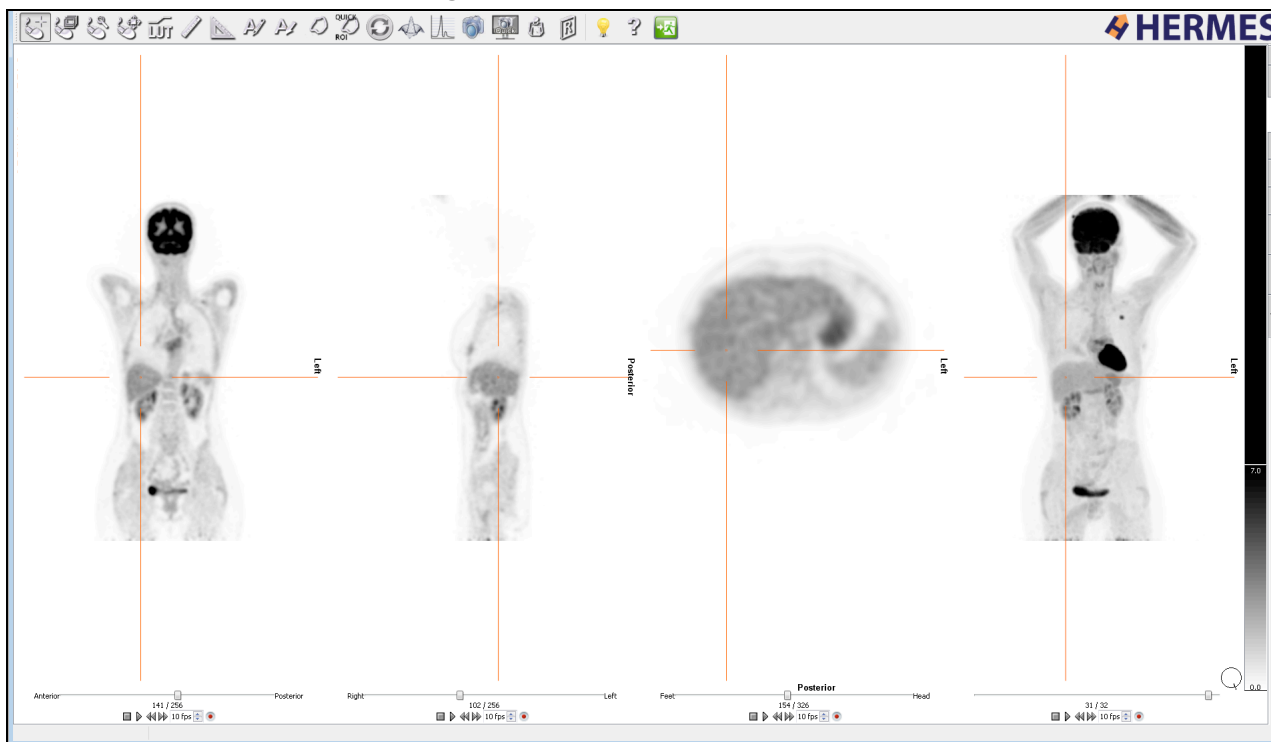 LUT
QUICK
ROI
?
HERMES
Left
Posterior
Left
Left
7.0
0.0
Posterior
Anterior
Posterior
Right
Left
Feet
Head
141 / 256
102 / 256
154 / 326
31 / 32
10 fps
10 fps
10 fps
10 fps